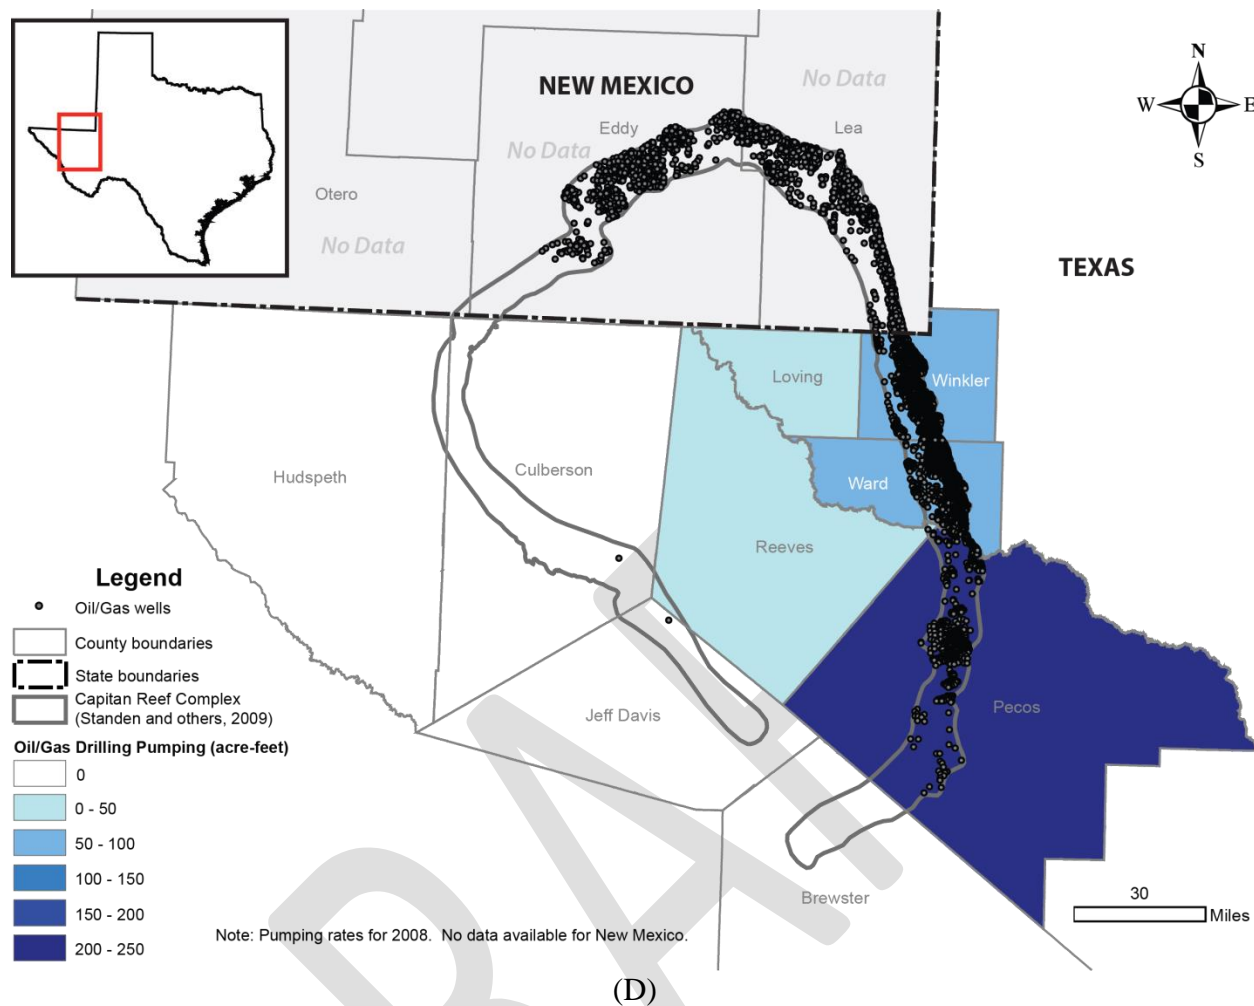 NEW MEXICO
No Data
Eddy
Lea
No Data
Otero
No Data
N
W
E
S
TEXAS
Loving
Winkler
Culberson
Hudspeth
Ward
Reeves
Pecos
Jeff Davis
Brewster
Legend
Oil/Gas wells
County boundaries
State boundaries
Capitan Reef Complex
(Standen and others, 2009)
Oil/Gas Drilling Pumping (acre-feet)
0
0 - 50
50 - 100
100 - 150
150 - 200
200 - 250
30
Miles
Note: Pumping rates for 2008. No data available for New Mexico.
(D)